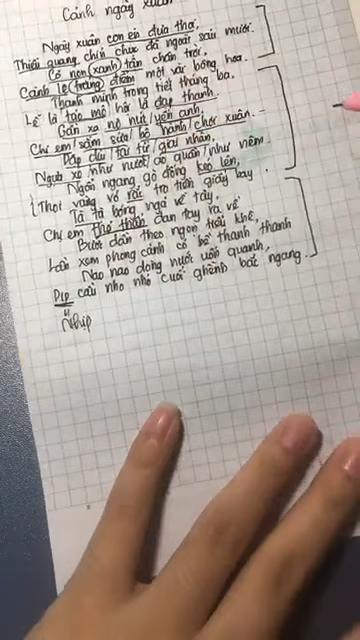 Cảnh ngày xuân
Ngày xuân con én đưa thoi,
Thiều quang chín chục đã ngoài sáu mươi.
Cỏ non (xanh) tận chân trời,
Cành lê (trắng) điểm một vài bông hoa.
Thanh minh trong tiết tháng ba,
Lễ là tảo mộ hội là đạp thanh.
Gần xa nô nức/yến anh,
Chị em/sắm sửa/bộ hành/chơi xuân.
Dập dìu/tài tử/giai nhân,
Ngựa xe/như nước/áo quần/như nêm.
Ngổn ngang gò đống kéo lên,
Thoi vàng vó rắc tro tiền giấy bay.
Tà tà bóng ngả về tây,
Chị em thơ thẩn dan tay ra về
Bước dần theo ngọn tiểu khê,
Lần xem phong cảnh có bề thanh thanh
Nao nao dòng nước uốn quanh,
Dịp cầu nho nhỏ cuối ghềnh bắc ngang.
Nhịp